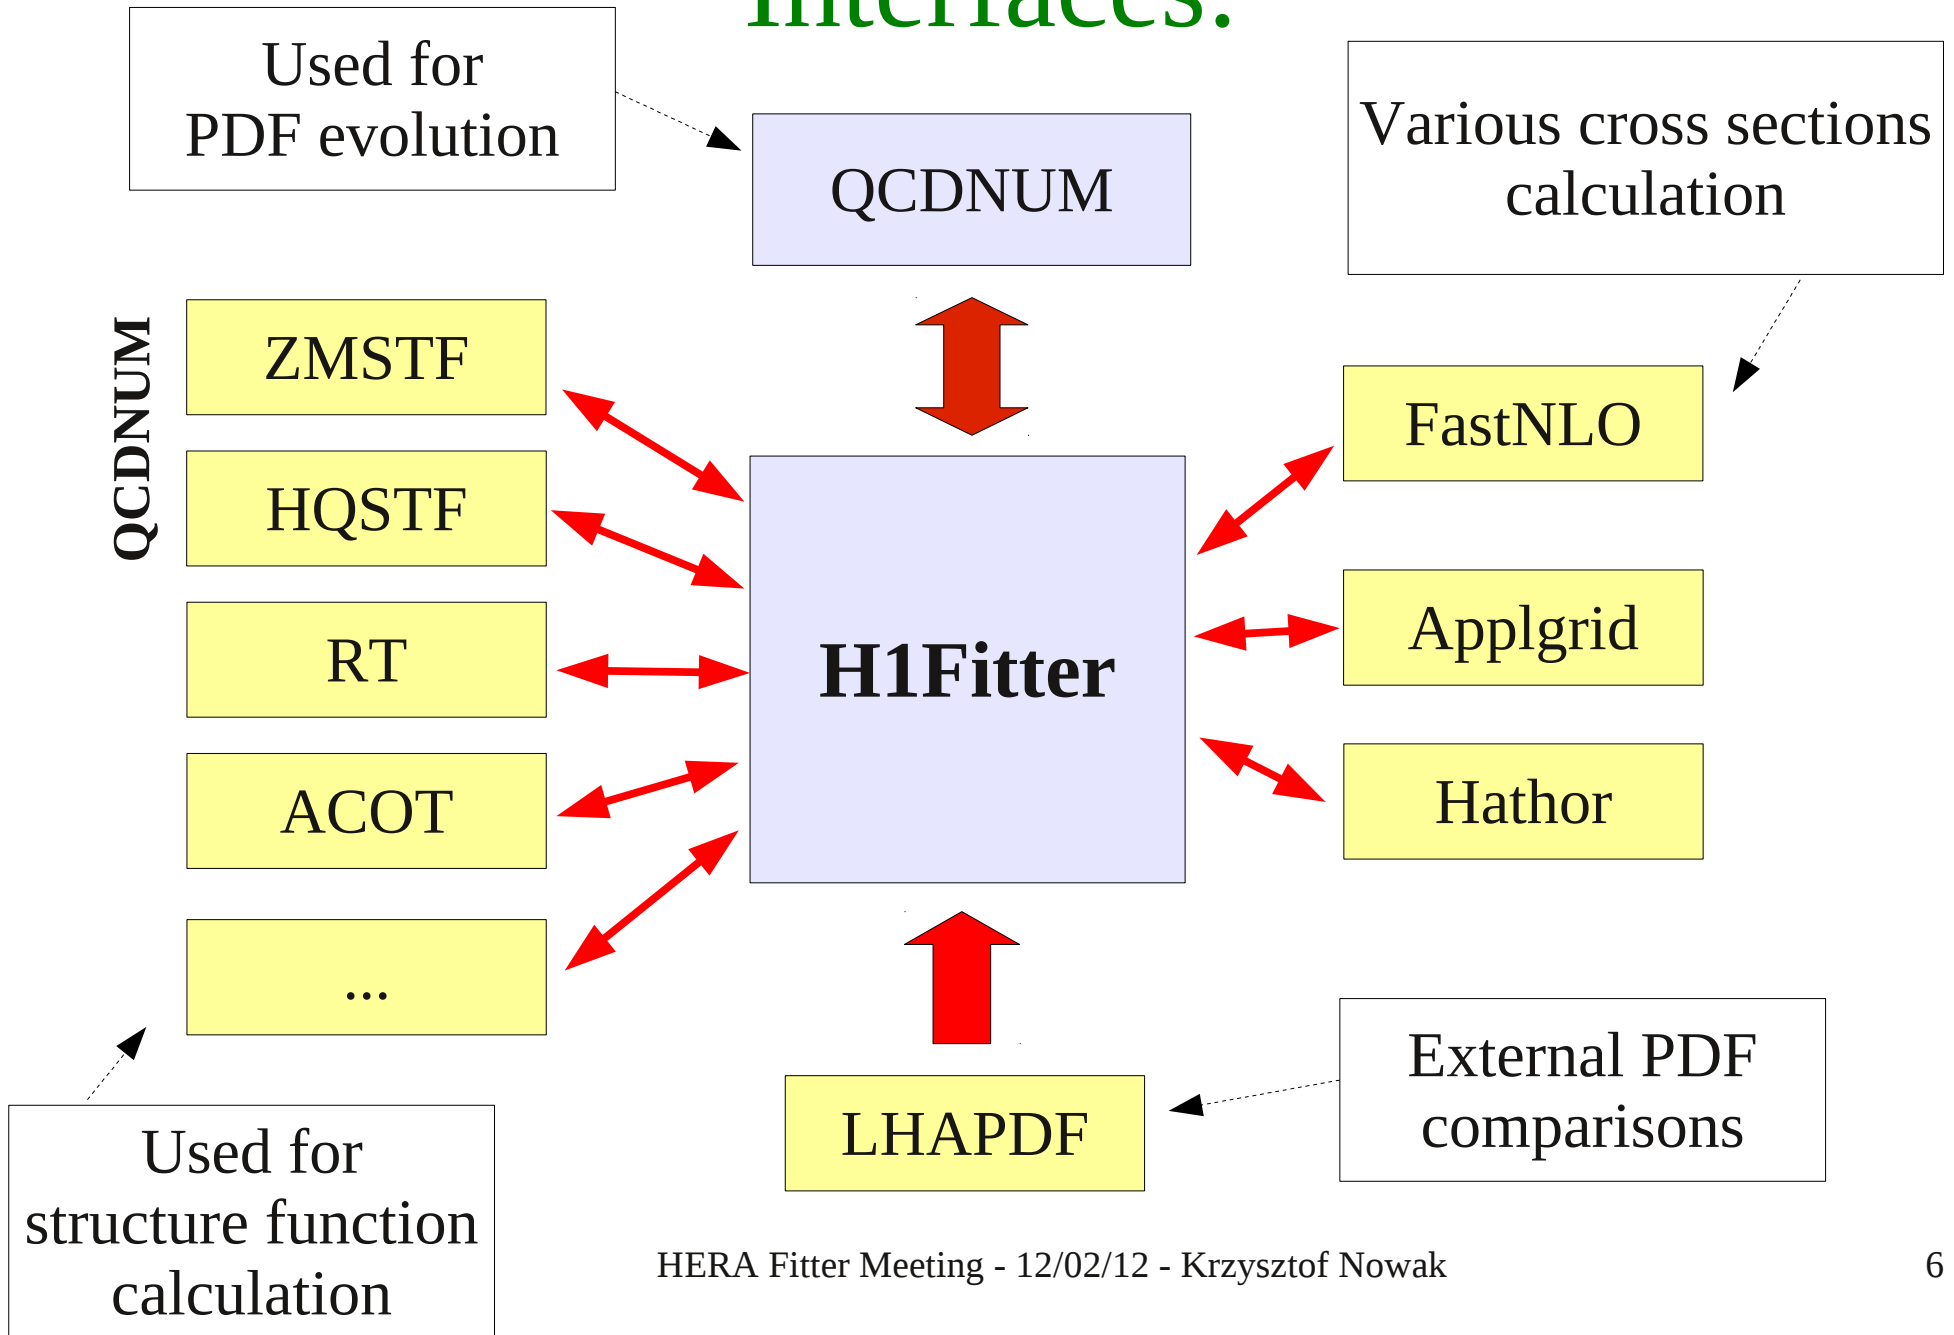 Interfaces:
Used for
PDF evolution
QCDNUM
Various cross sections
calculation
QCDNUM
ZMSTF
HQSTF
RT
ACOT
...
H1Fitter
FastNLO
Applgrid
Hathor
LHAPDF
External PDF
comparisons
Used for
structure function
calculation
HERA Fitter Meeting - 12/02/12 - Krzysztof Nowak
6